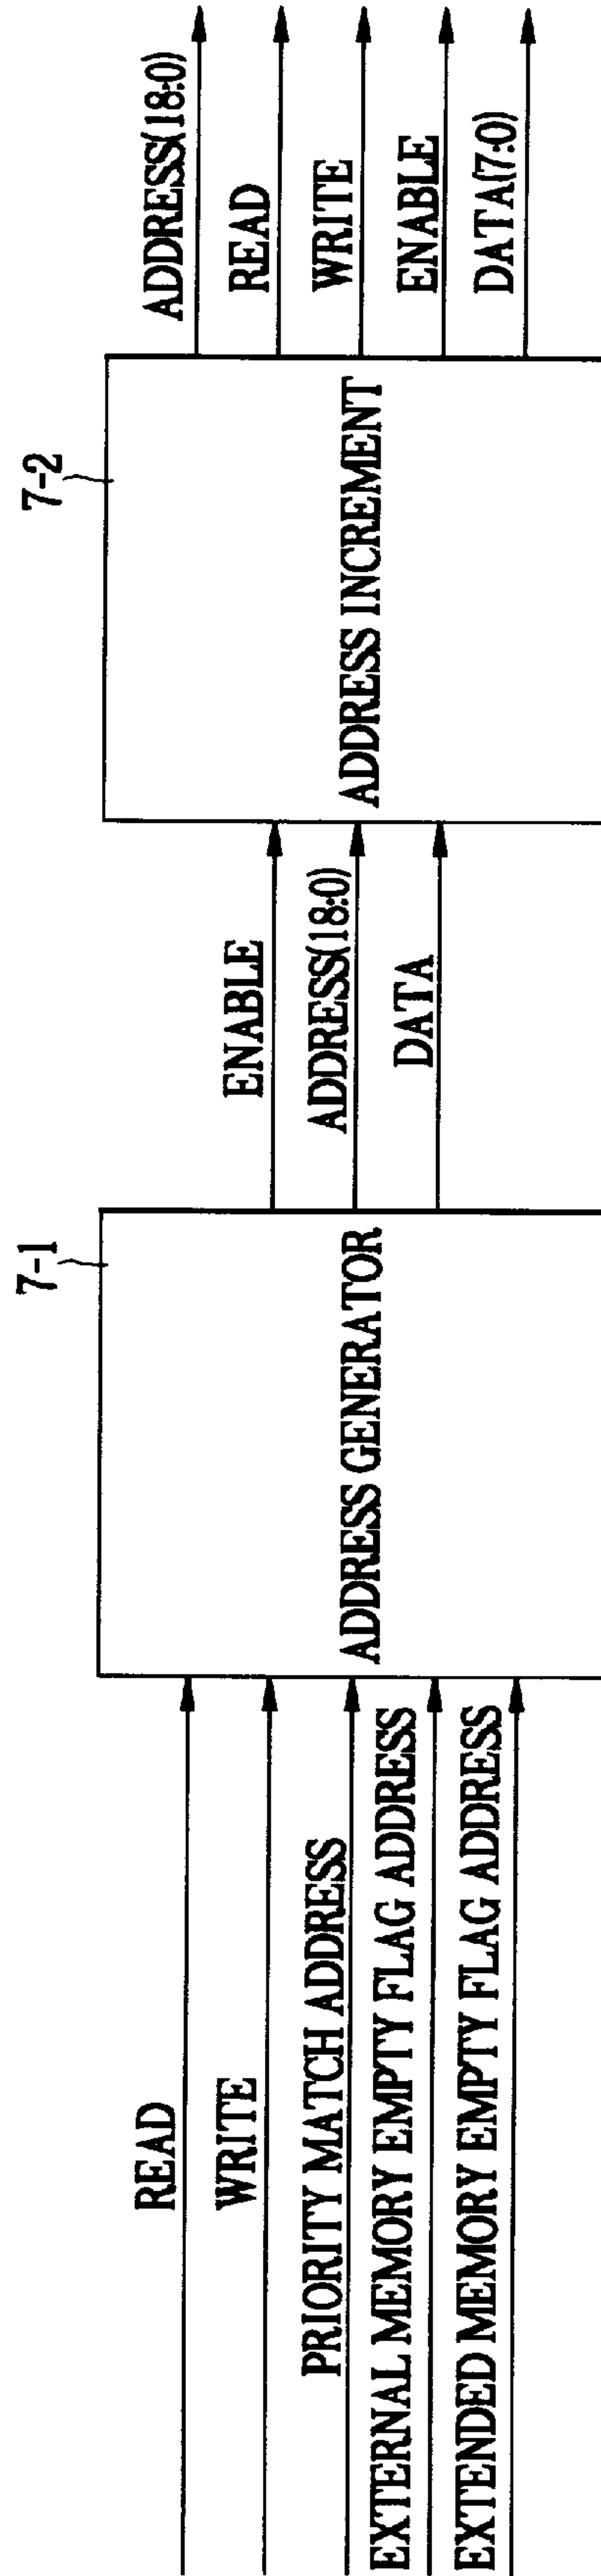 READ
WRITE
PRIORITY MATCH ADDRESS
EXTERNAL MEMORY EMPTY FLAG ADDRESS
EXTENDED MEMORY EMPTY FLAG ADDRESS
7-1
ADDRESS GENERATOR
ENABLE
ADDRESS(18:0)
DATA
7-2
ADDRESS INCREMENT
ADDRESS(18:0)
READ
WRITE
ENABLE
DATA(7:0)